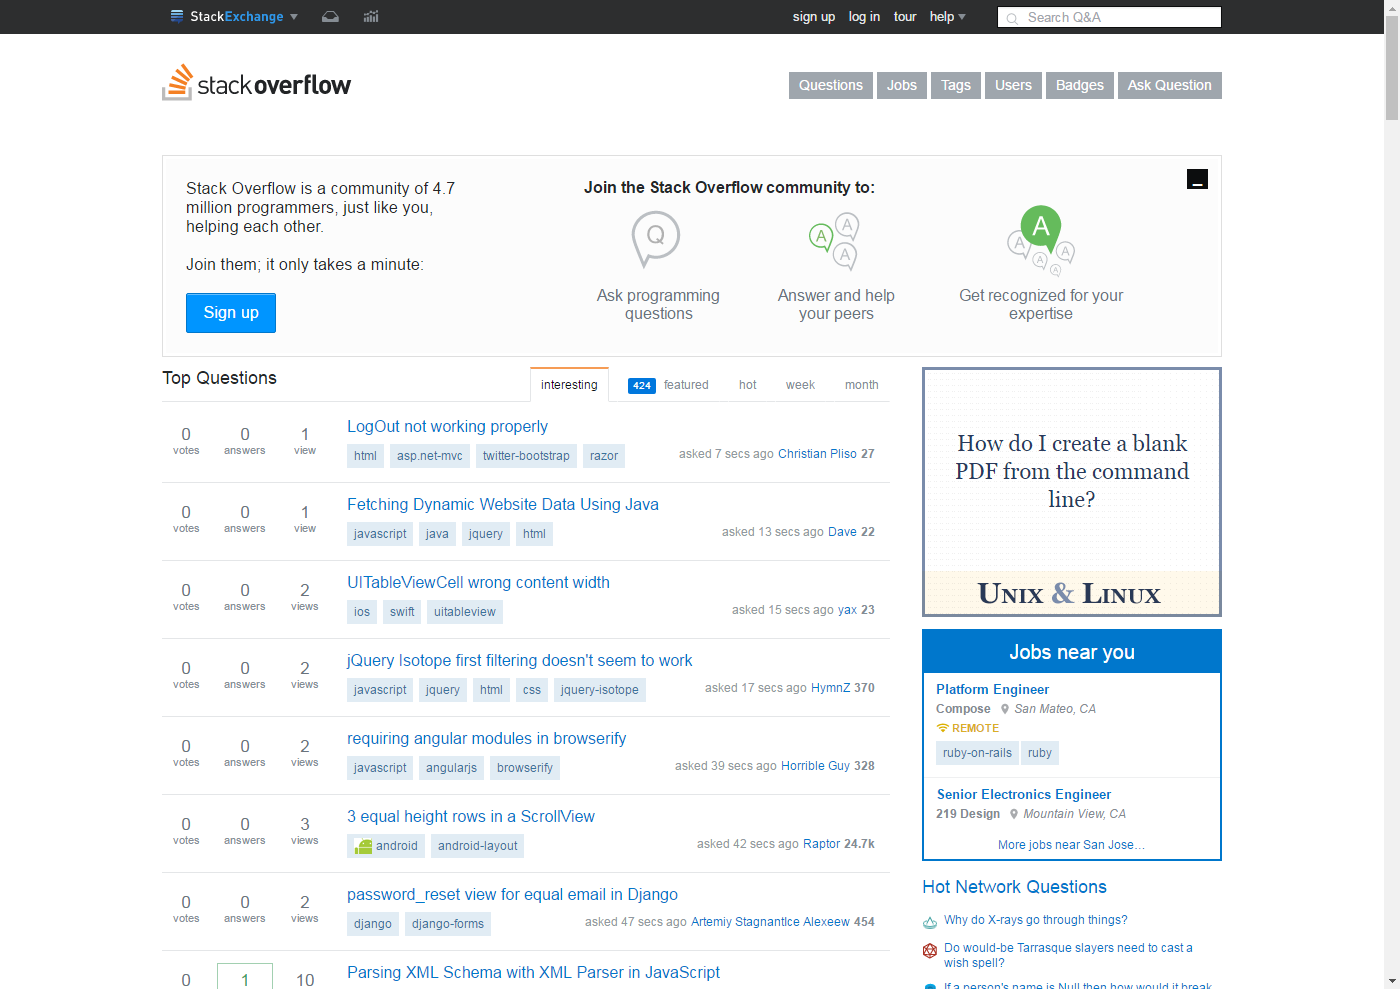 StackExchange
sign up log in tour help
Search Q&A
stackoverflow
Questions Jobs Tags Users Badges Ask Question
Stack Overflow is a community of 4.7
million programmers, just like you,
helping each other.
Join them; it only takes a minute:
Sign up
Join the Stack Overflow community to:
Q
A A A
A A A A A
Ask programming
questions
Answer and help
your peers
Get recognized for your
expertise
Top Questions
interesting 424 featured hot week month
0 votes 0 answers 1 view
LogOut not working properly
html asp.net-mvc twitter-bootstrap razor
asked 7 secs ago Christian Pliso 27
0 votes 0 answers 1 view
Fetching Dynamic Website Data Using Java
javascript java jquery html
asked 13 secs ago Dave 22
0 votes 0 answers 2 views
UITableViewCell wrong content width
ios swift uitableview
asked 15 secs ago yax 23
0 votes 0 answers 2 views
jQuery Isotope first filtering doesn't seem to work
javascript jquery html css jquery-isotope
asked 17 secs ago HymnZ 370
0 votes 0 answers 2 views
requiring angular modules in browserify
javascript angularjs browserify
asked 39 secs ago Horrible Guy 328
0 votes 0 answers 3 views
3 equal height rows in a ScrollView
android android-layout
asked 42 secs ago Raptor 24.7k
0 votes 0 answers 2 views
password_reset view for equal email in Django
django django-forms
asked 47 secs ago Artemiy StagnantIce Alexeew 454
0 1 10
Parsing XML Schema with XML Parser in JavaScript
How do I create a blank
PDF from the command
line?
UNIX & LINUX
Jobs near you
Platform Engineer
Compose San Mateo, CA
REMOTE
ruby-on-rails ruby
Senior Electronics Engineer
219 Design Mountain View, CA
More jobs near San Jose...
Hot Network Questions
Why do X-rays go through things?
Do would-be Tarrasque slayers need to cast a
wish spell?
If a person's name is Null then how would it break